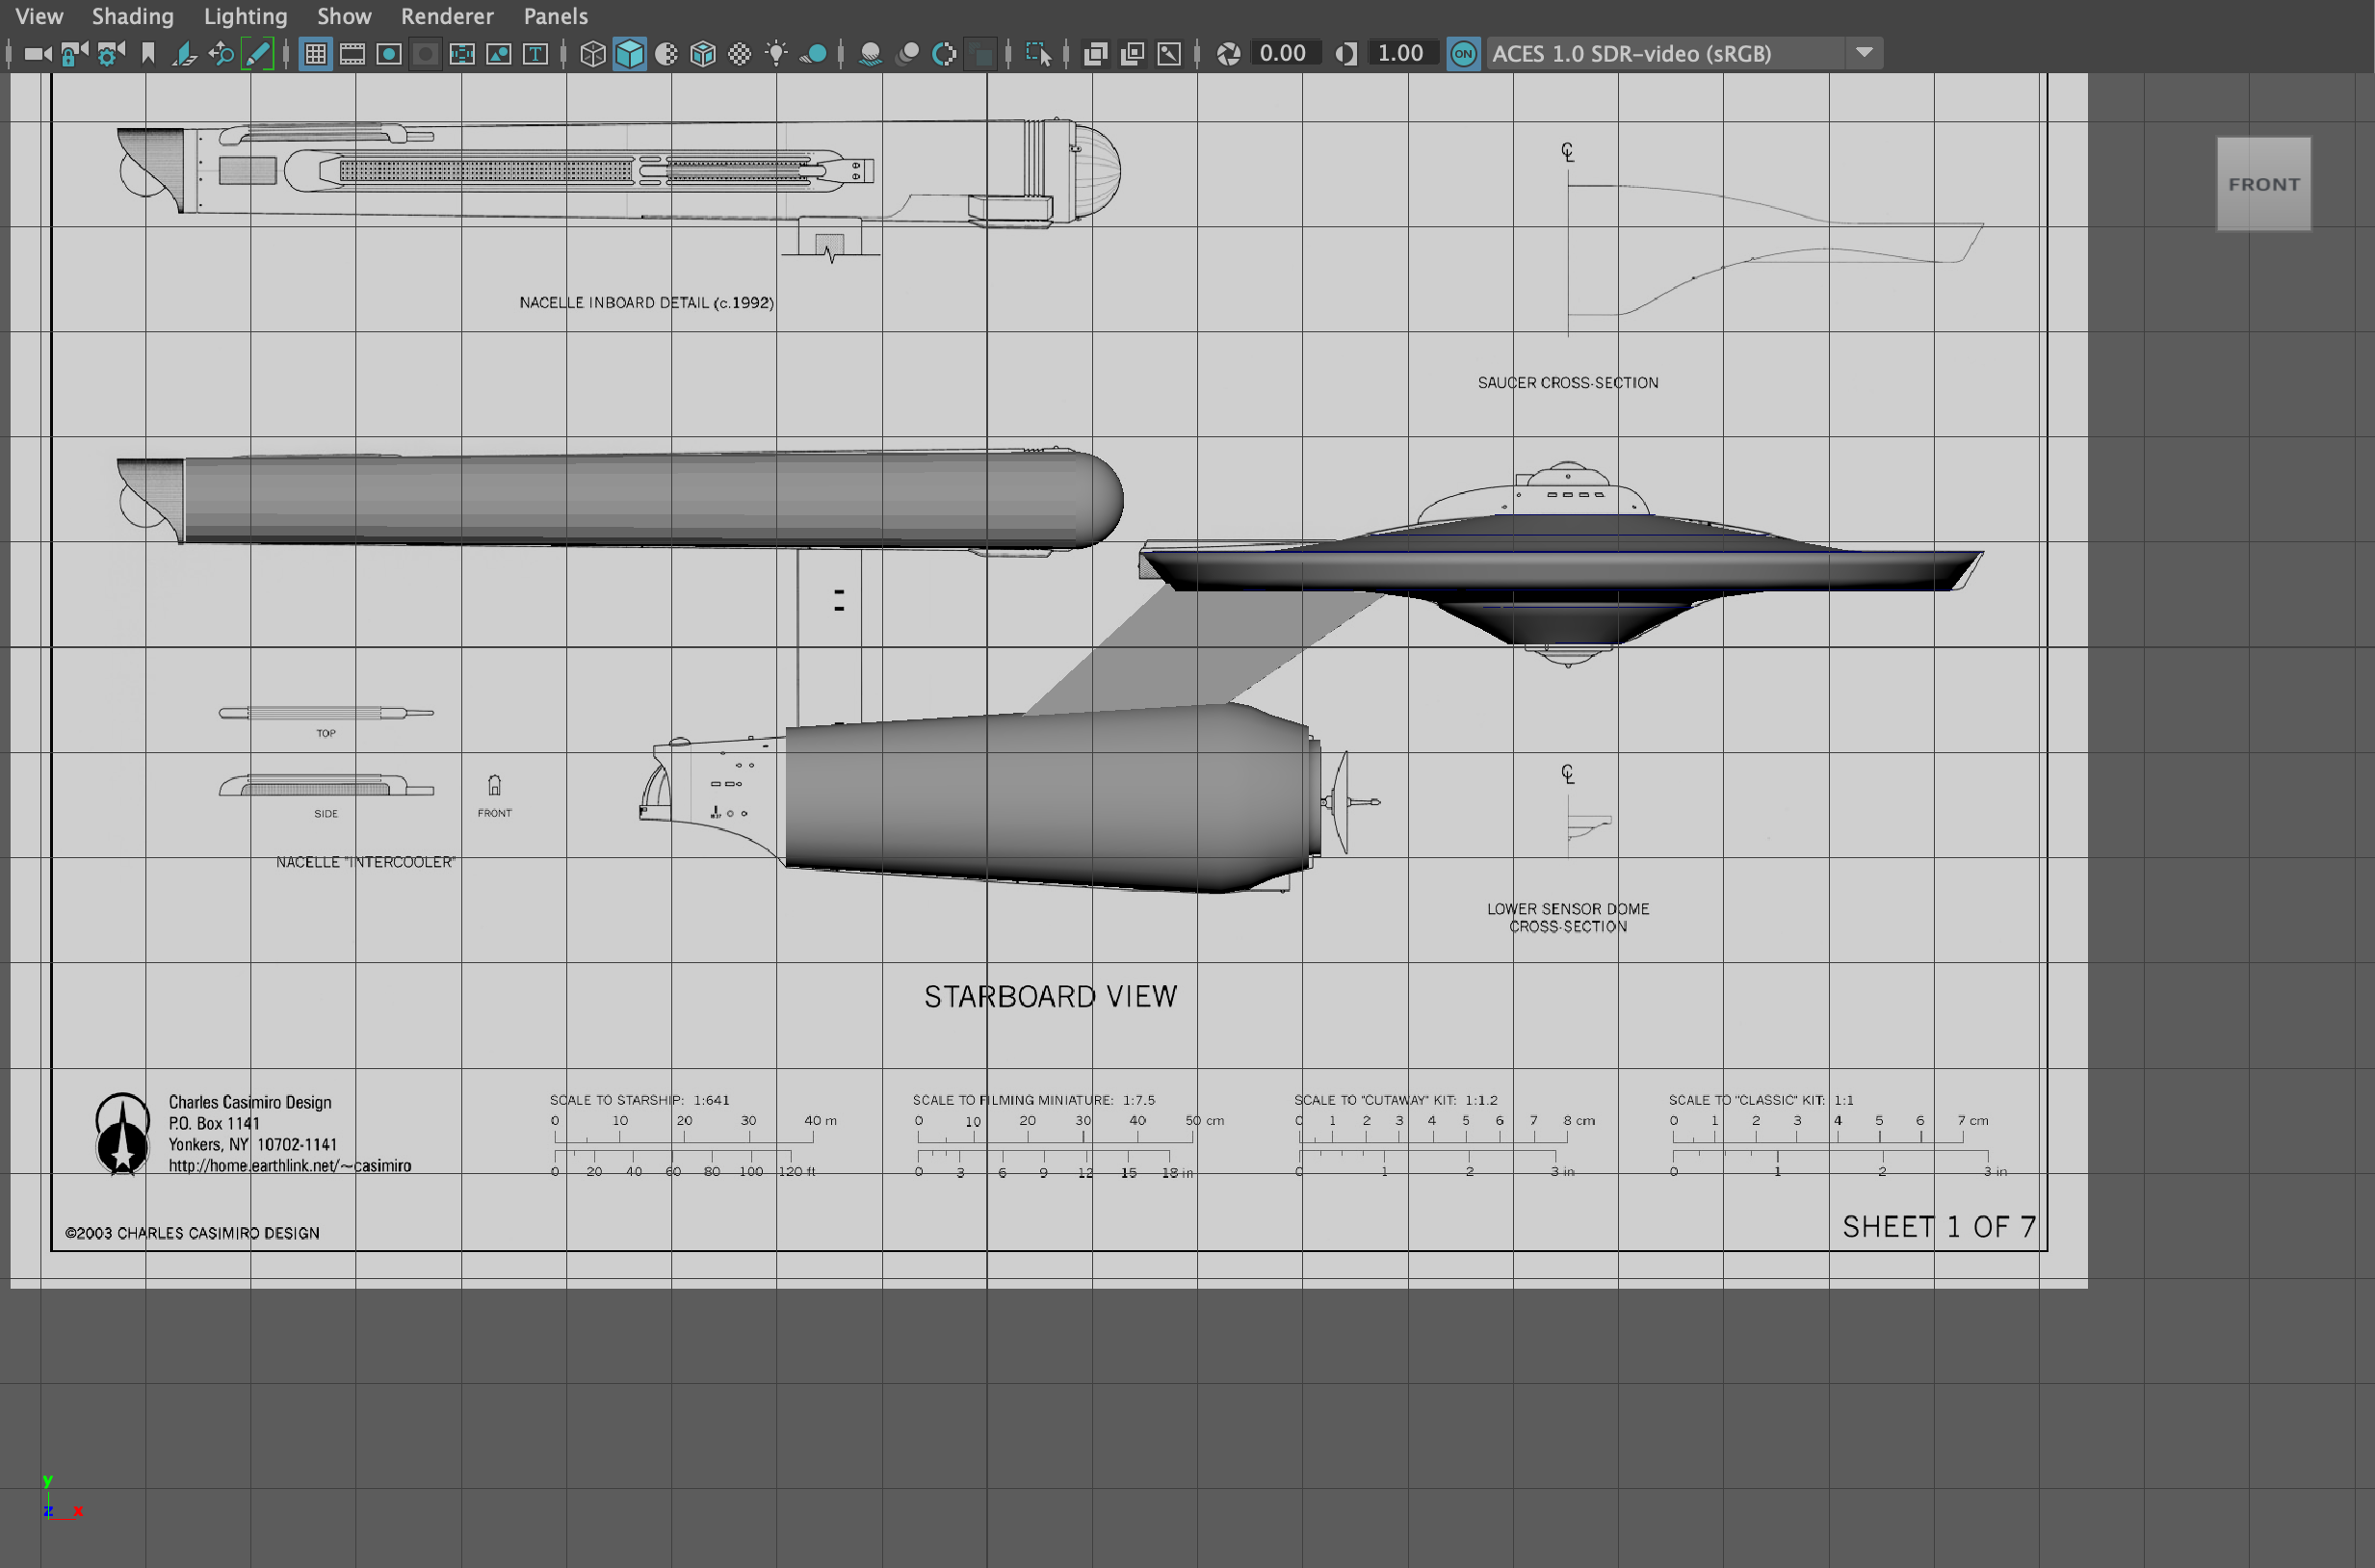 View Shading Lighting Show Renderer Panels
T 0.00 1.00 ON ACES 1.0 SDR-video (sRGB)
FRONT
NACELLE INBOARD DETAIL (c.1992)
SAUCER CROSS-SECTION
TOP
SIDE
FRONT
NACELLE "INTERCOOLER"
LOWER SENSOR DOME
CROSS-SECTION
STARBOARD VIEW
Charles Casimiro Design
P.O. Box 1141
Yonkers, NY 10702-1141
http://home.earthlink.net/~casimiro
SCALE TO STARSHIP: 1:641
0 10 20 30 40 m
0 20 40 60 80 100 120 ft
SCALE TO FILMING MINIATURE: 1:7.5
0 10 20 30 40 50 cm
0 3 6 9 12 15 18 in
SCALE TO "CUTAWAY" KIT: 1:1.2
0 1 2 3 4 5 6 7 8 cm
0 1 2 3 in
SCALE TO "CLASSIC" KIT: 1:1
0 1 2 3 4 5 6 7 cm
0 1 2 3 in
©2003 CHARLES CASIMIRO DESIGN
SHEET 1 OF 7
y
z x